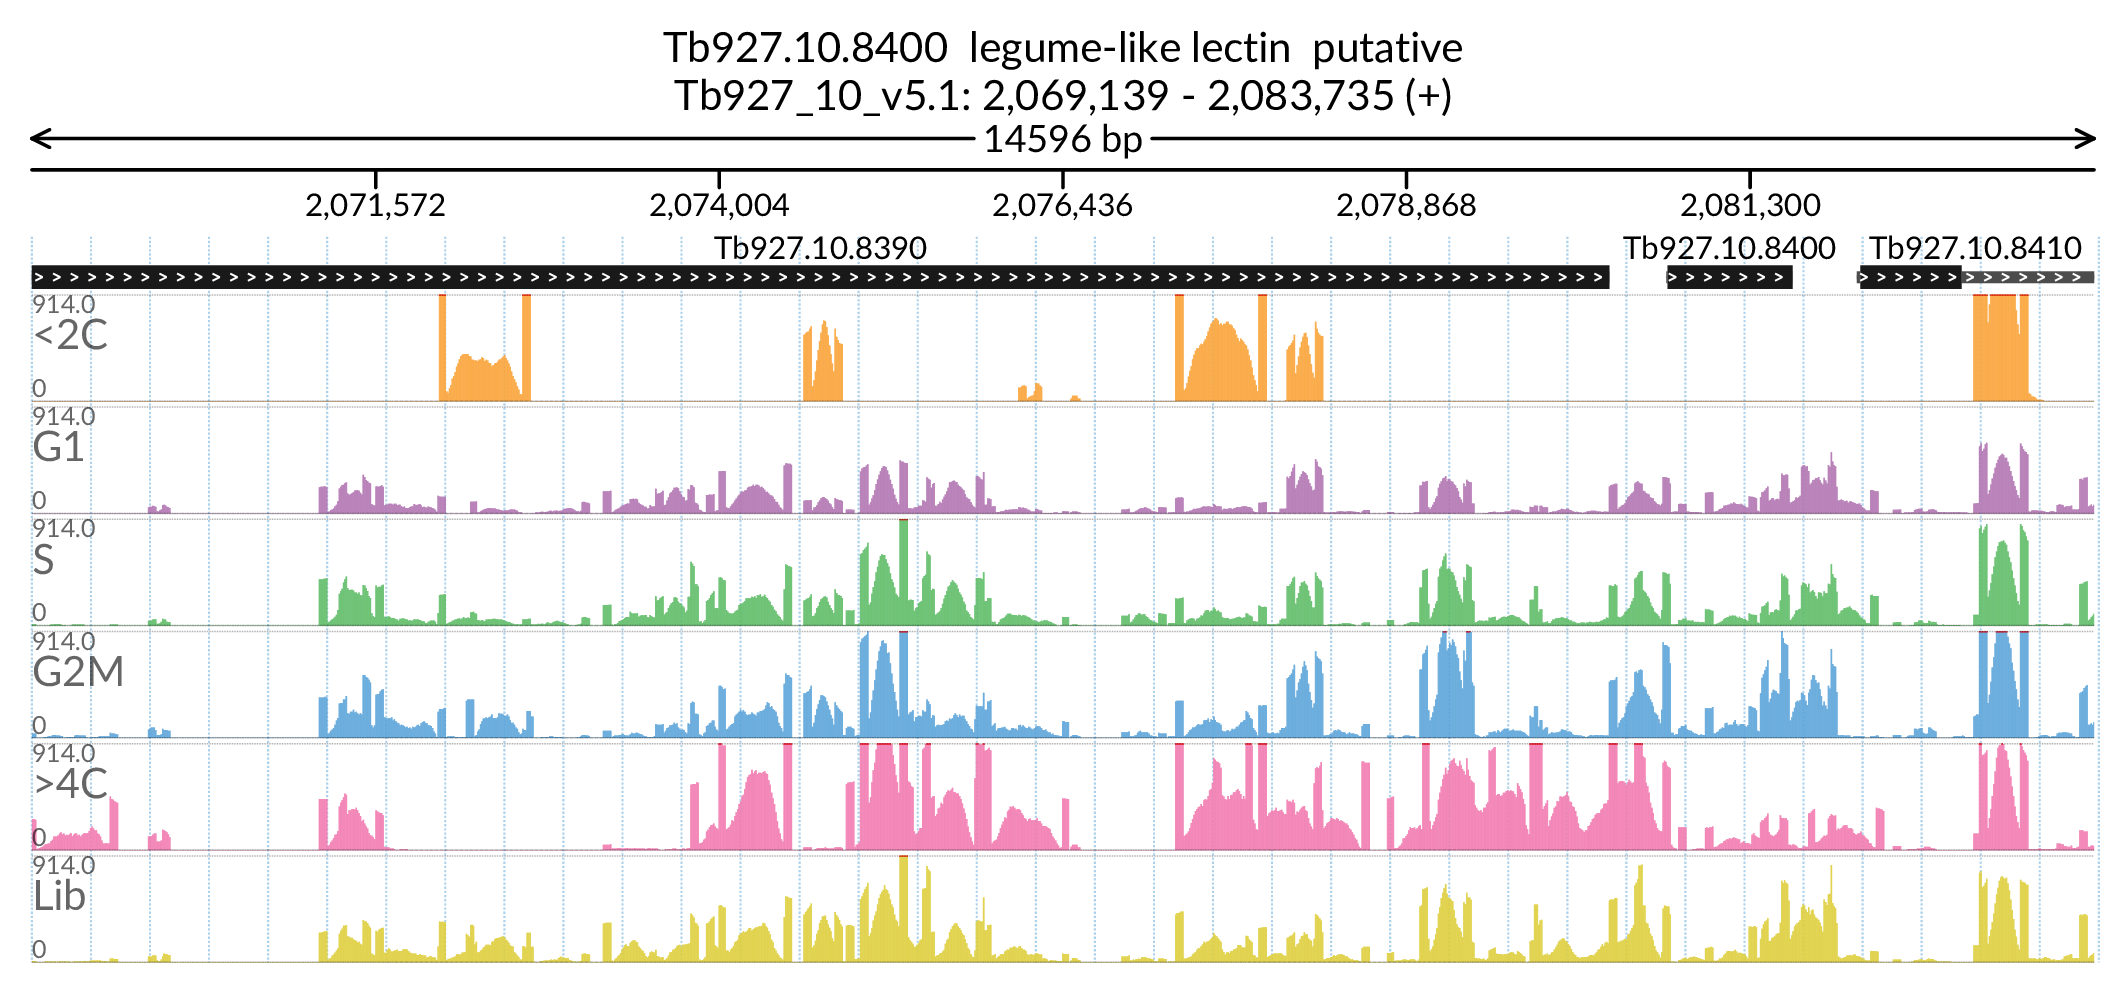 Tb927.10.8400 legume-like lectin putative
Tb927_10_v5.1: 2,069,139 - 2,083,735 (+)
14596 bp
2,071,572 2,074,004 2,076,436 2,078,868 2,081,300
Tb927.10.8390 Tb927.10.8400 Tb927.10.8410
914.0
<2C
0
914.0
G1
0
914.0
S
0
914.0
G2M
0
914.0
>4C
0
914.0
Lib
0